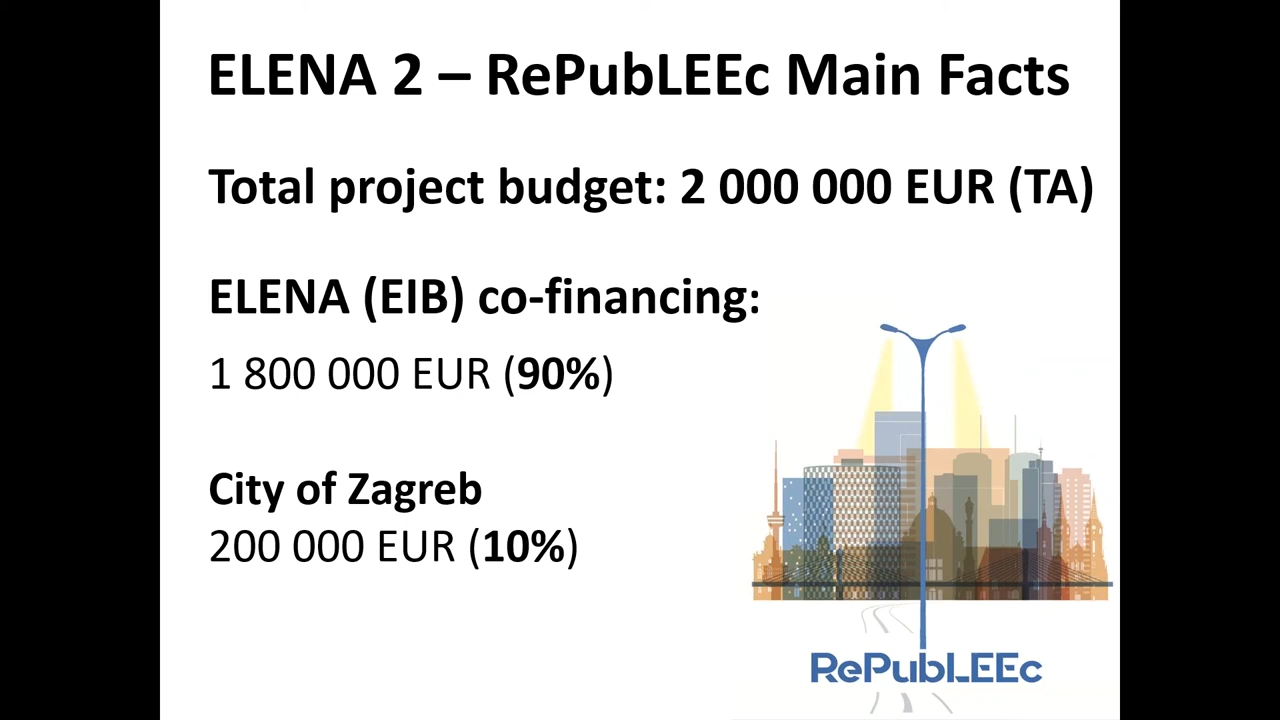 ELENA 2 – RePubLEEc Main Facts
Total project budget: 2 000 000 EUR (TA)
ELENA (EIB) co-financing:
1 800 000 EUR (90%)
City of Zagreb
200 000 EUR (10%)
RePubLEEc